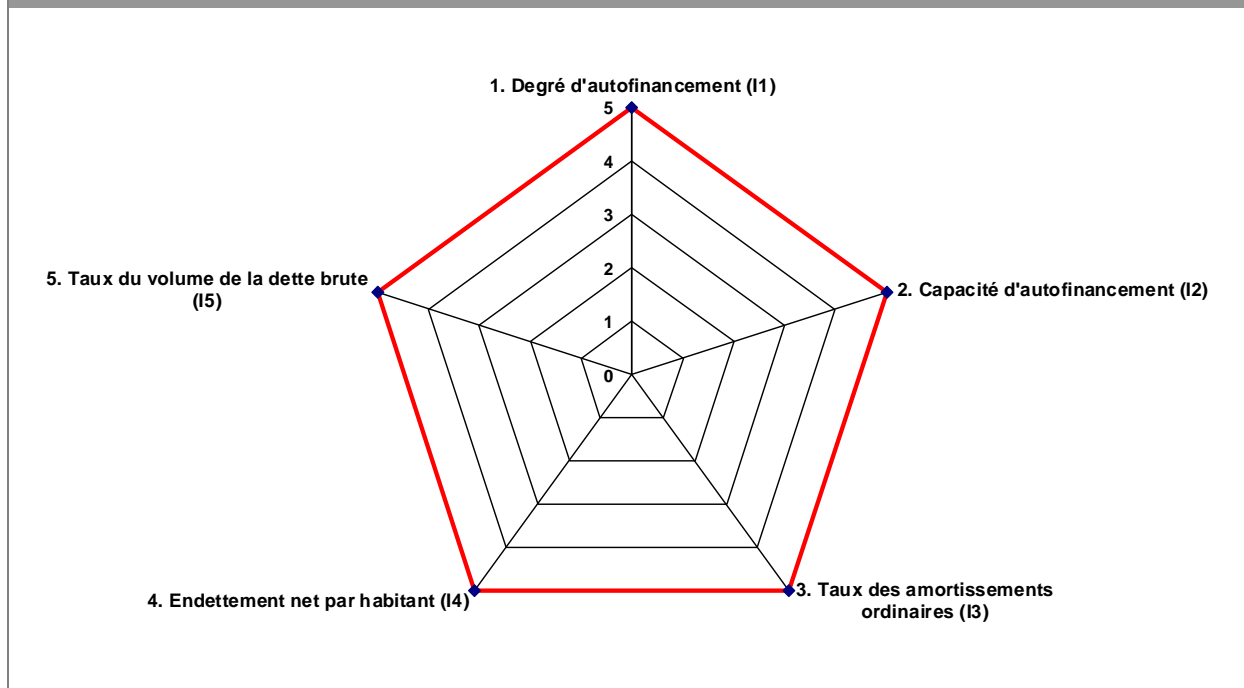 1. Degré d'autofinancement (I1)
5
4
3
2
1
0
2. Capacité d'autofinancement (I2)
3. Taux des amortissements
ordinaires (I3)
4. Endettement net par habitant (I4)
5. Taux du volume de la dette brute
(I5)